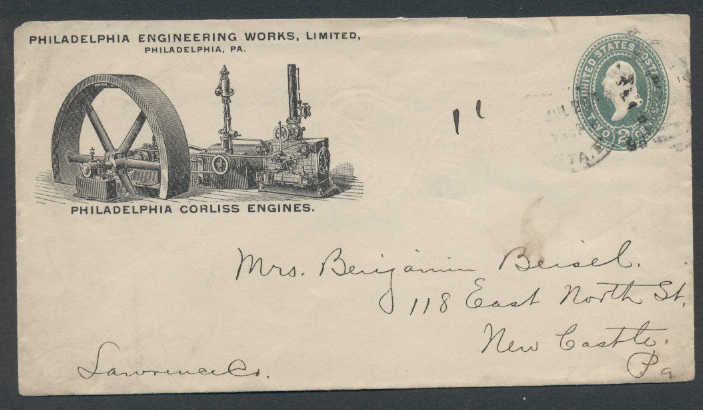 PHILADELPHIA ENGINEERING WORKS, LIMITED,
PHILADELPHIA, PA.
PHILADELPHIA CORLISS ENGINES.
UNITED STATES POSTAGE
TWO 2 CENTS
11
Mrs. Benjamin Beisel.
118 East North St.
New Castle.
Pa
Lawrence Co.